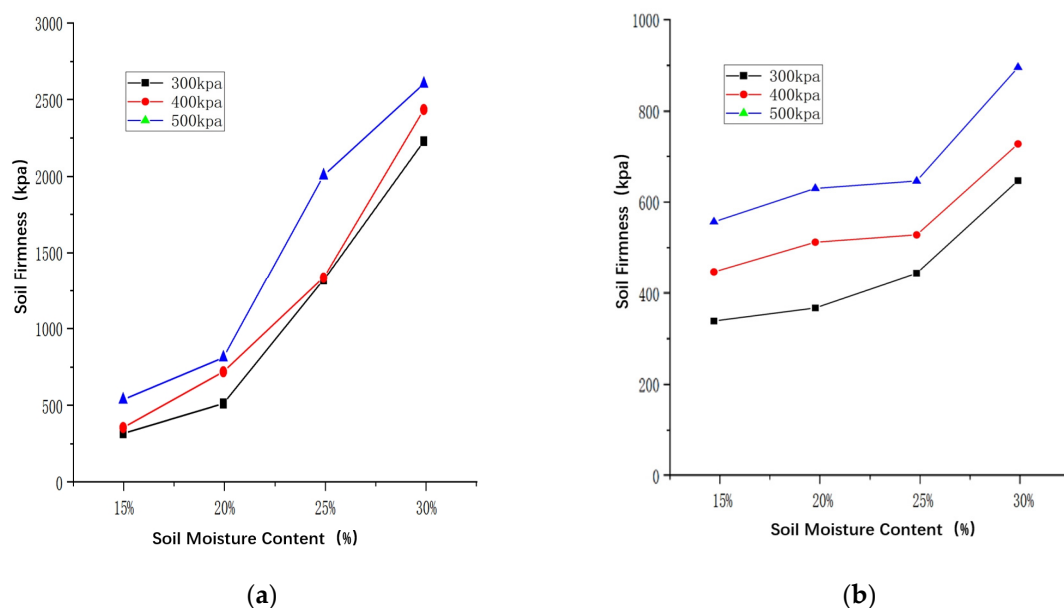 3000
2500
2000
1500
1000
500
0
Soil Firmness (kpa)
300kpa
400kpa
500kpa
15%
20%
25%
30%
Soil Moisture Content (%)
(a)
1000
800
600
400
200
0
Soil Firmness (kpa)
300kpa
400kpa
500kpa
15%
20%
25%
30%
Soil Moisture Content (%)
(b)